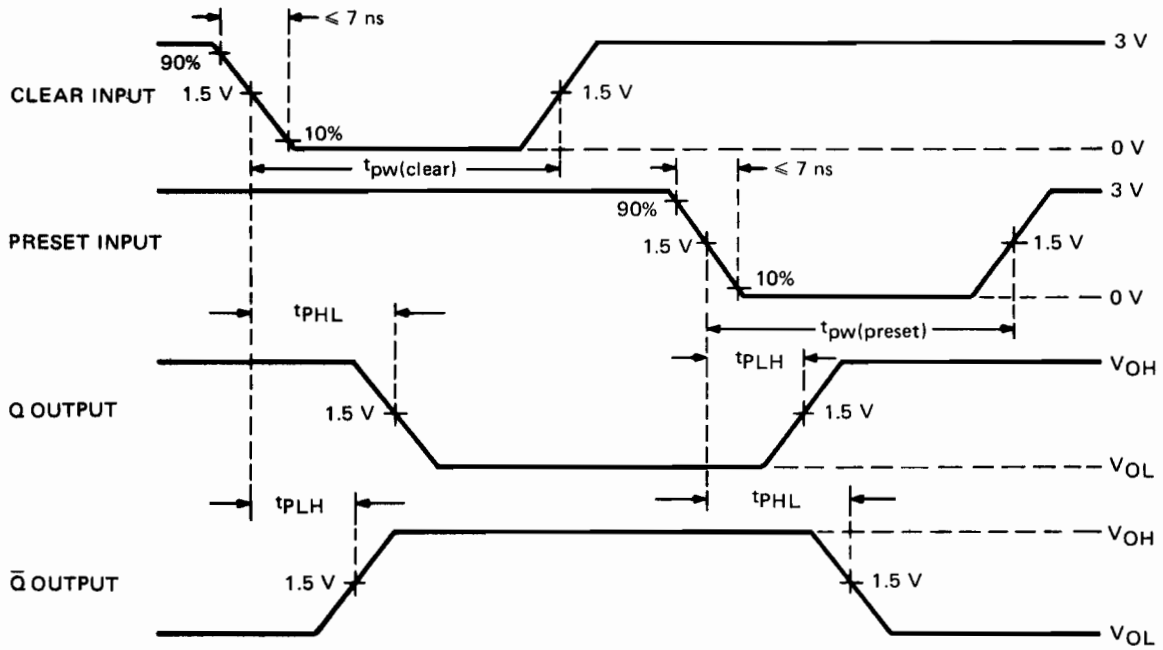 ≤ 7 ns
3 V
90%
CLEAR INPUT
1.5 V
1.5 V
10%
0 V
tpw(clear)
≤ 7 ns
3 V
90%
PRESET INPUT
1.5 V
1.5 V
10%
0 V
tPHL
tpw(preset)
tPLH
VOH
Q OUTPUT
1.5 V
1.5 V
VOL
tPLH
tPHL
VOH
Q̄ OUTPUT
1.5 V
1.5 V
VOL